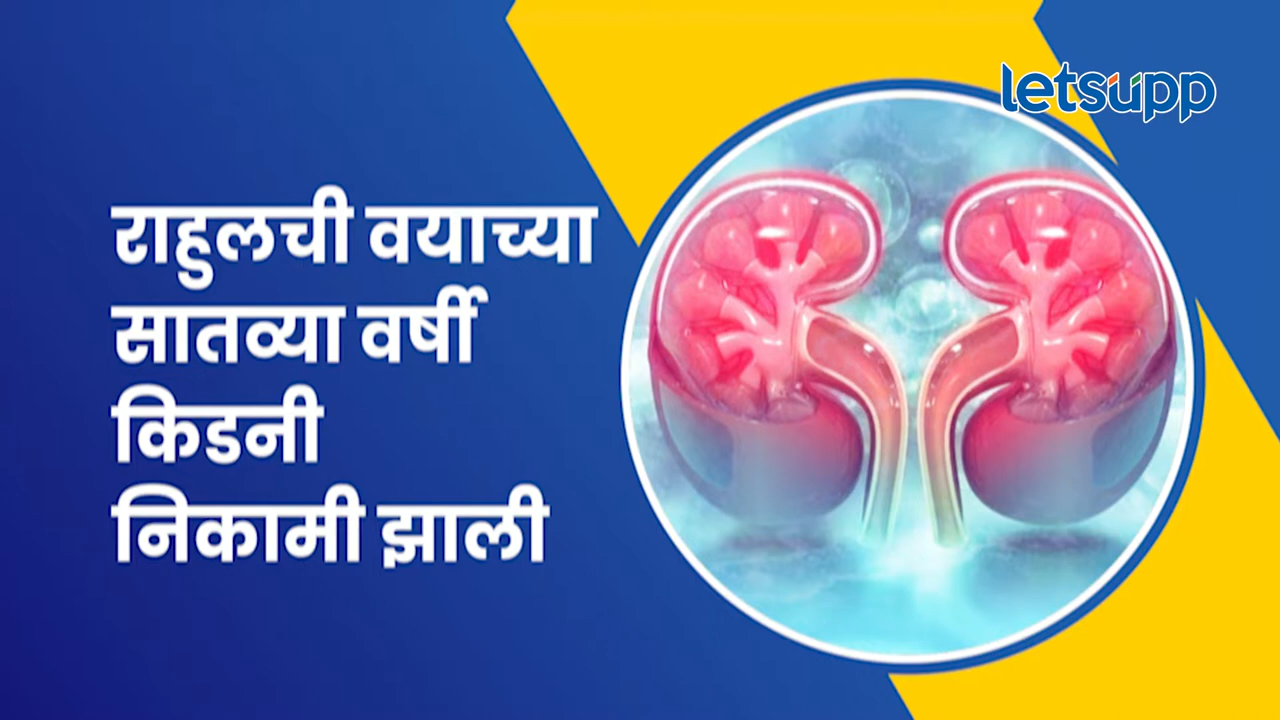 letsupp
राहुलची वयाच्या
सातव्या वर्षी
किडनी
निकामी झाली